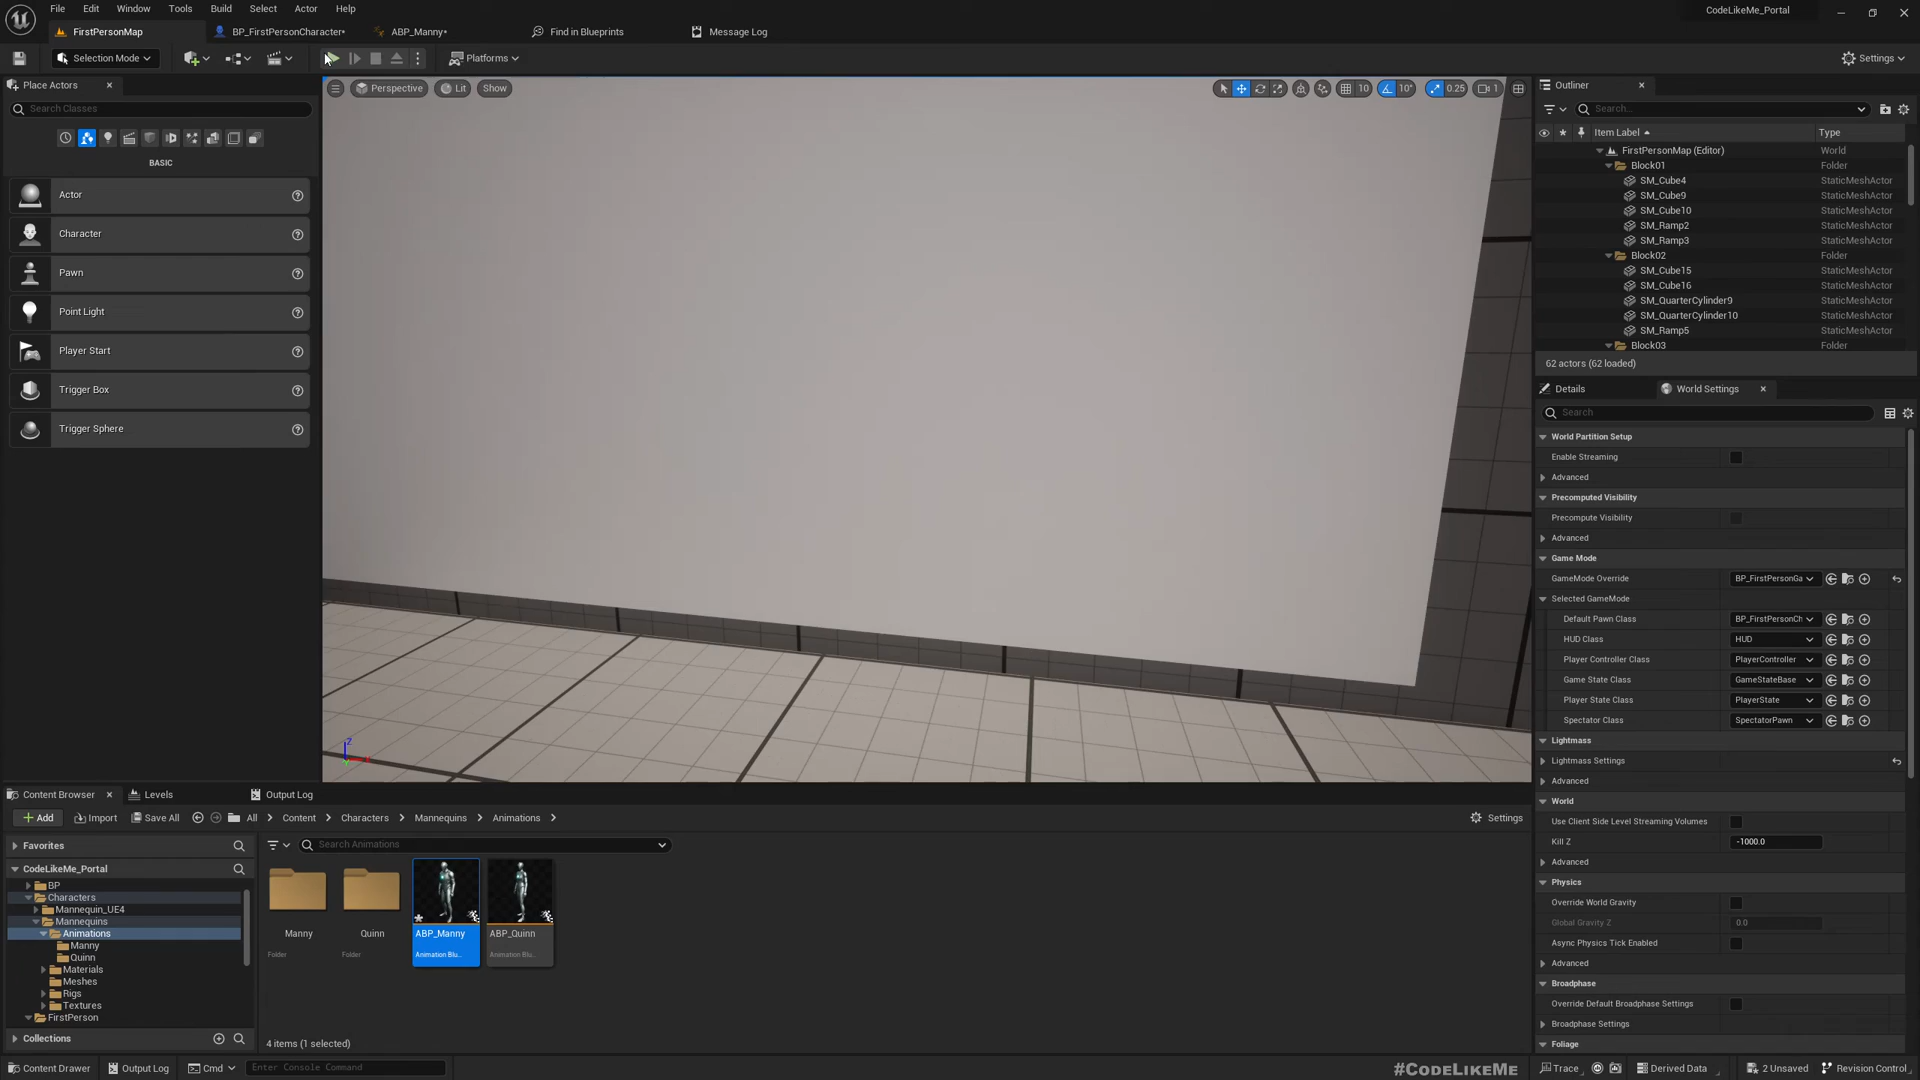 File Edit Window Tools Build Select Actor Help
CodeLikeMe_Portal
FirstPersonMap
BP_FirstPersonCharacter*
ABP_Manny*
Find in Blueprints
Message Log
Selection Mode
Platforms
Settings
Place Actors
Search Classes
BASIC
Actor
Character
Pawn
Point Light
Player Start
Trigger Box
Trigger Sphere
Perspective Lit Show
10 10° 0.25 1
Z
Outliner
Search...
Item Label Type
FirstPersonMap (Editor) World
Block01 Folder
SM_Cube4 StaticMeshActor
SM_Cube9 StaticMeshActor
SM_Cube10 StaticMeshActor
SM_Ramp2 StaticMeshActor
SM_Ramp3 StaticMeshActor
Block02 Folder
SM_Cube15 StaticMeshActor
SM_Cube16 StaticMeshActor
SM_QuarterCylinder9 StaticMeshActor
SM_QuarterCylinder10 StaticMeshActor
SM_Ramp5 StaticMeshActor
Block03 Folder
62 actors (62 loaded)
Details World Settings
Search
World Partition Setup
Enable Streaming
Advanced
Precomputed Visibility
Precompute Visibility
Advanced
Game Mode
GameMode Override BP_FirstPersonGa
Selected GameMode
Default Pawn Class BP_FirstPersonCh
HUD Class HUD
Player Controller Class PlayerController
Game State Class GameStateBase
Player State Class PlayerState
Spectator Class SpectatorPawn
Lightmass
Lightmass Settings
Advanced
World
Use Client Side Level Streaming Volumes
Kill Z -1000.0
Advanced
Physics
Override World Gravity
Global Gravity Z 0.0
Async Physics Tick Enabled
Advanced
Broadphase
Override Default Broadphase Settings
Broadphase Settings
Foliage
Content Browser Levels Output Log
Add Import Save All All Content Characters Mannequins Animations Settings
Favorites
Search Animations
CodeLikeMe_Portal
BP
Characters
Mannequin_UE4
Mannequins
Animations
Manny
Quinn
Materials
Meshes
Rigs
Textures
FirstPerson
Collections
Manny
Folder
Quinn
Folder
ABP_Manny
Animation Blu...
ABP_Quinn
Animation Blu...
4 items (1 selected)
Content Drawer Output Log Cmd Enter Console Command
#CodeLikeMe
Trace Derived Data 2 Unsaved Revision Control